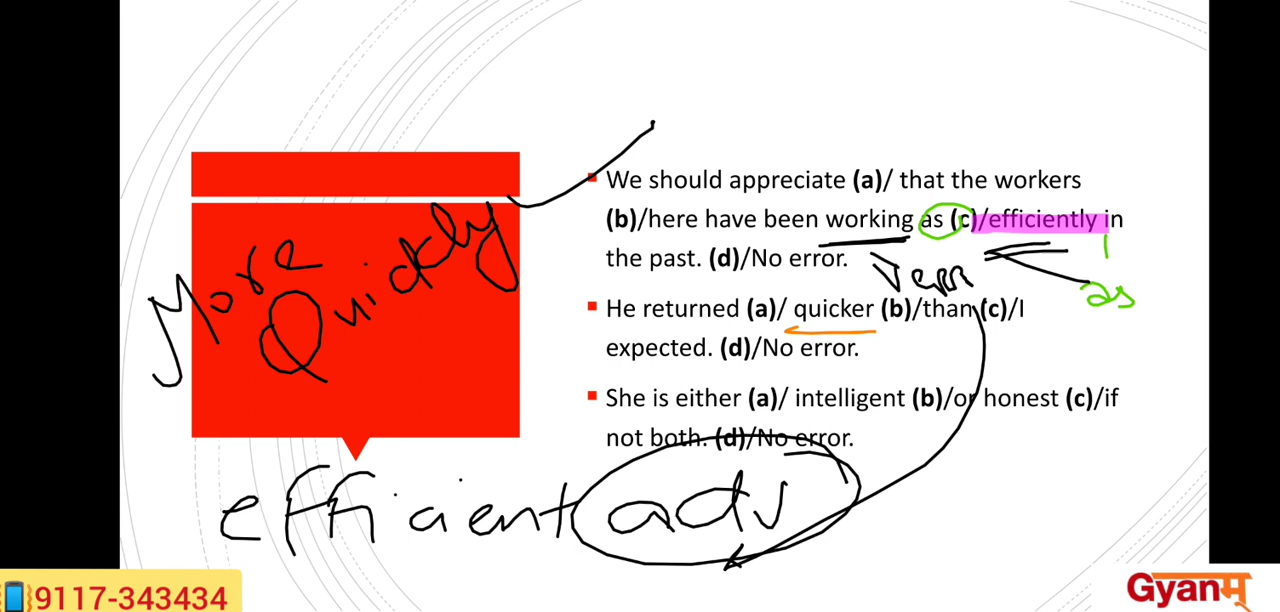 We should appreciate (a)/ that the workers
(b)/here have been working as (c)/efficiently in
the past. (d)/No error.
as
He returned (a)/ quicker (b)/than (c)/I
expected. (d)/No error.
She is either (a)/ intelligent (b)/or honest (c)/if
not both. (d)/No error.
More
Quickly
efficient adv
9117-343434
Gyanम्